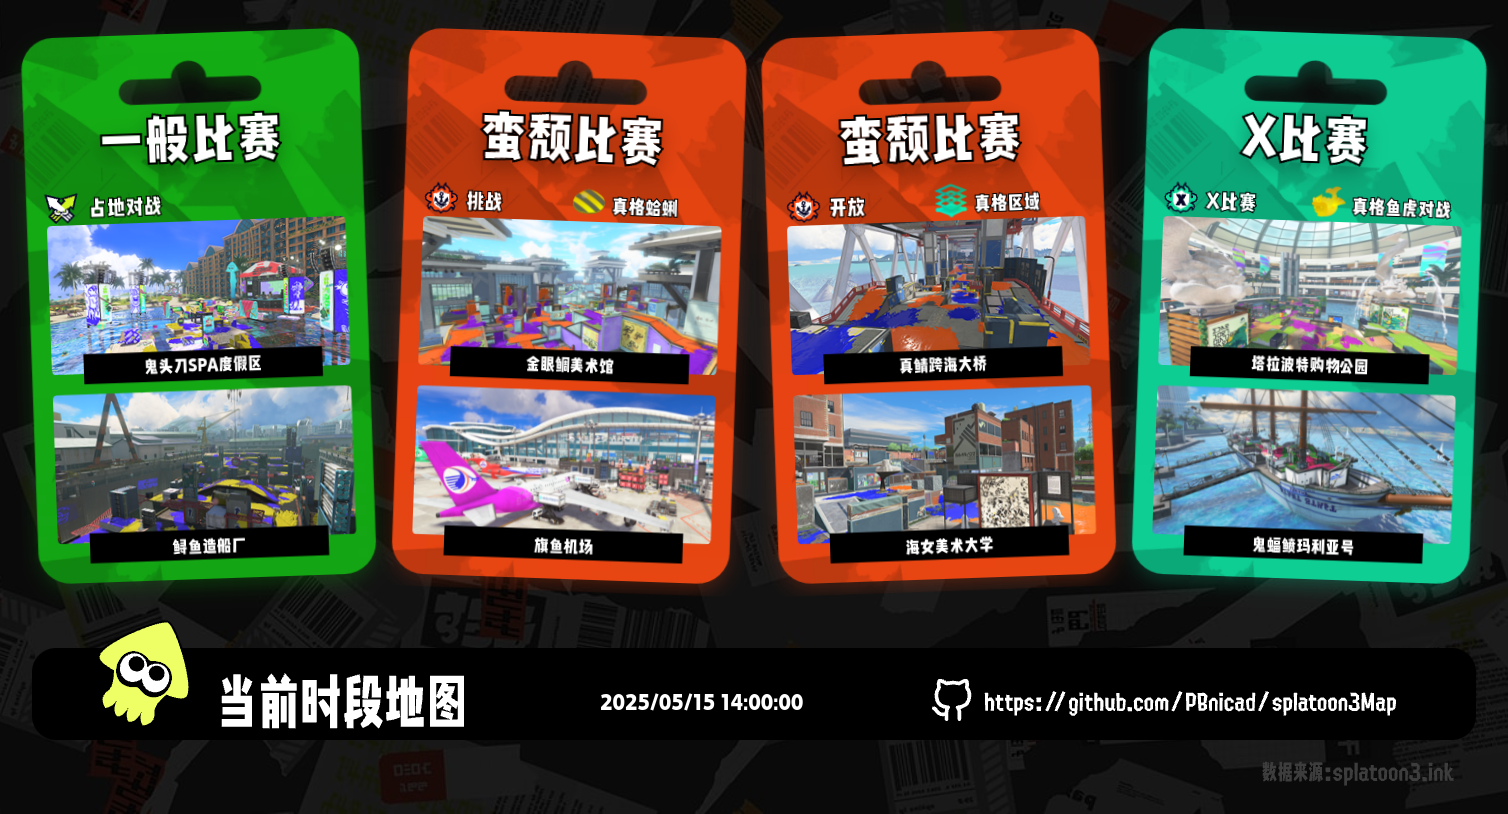 一般比赛
占地对战
鬼头刀SPA度假区
鲟鱼造船厂
蛮颓比赛
挑战
真格蛤蜊
金眼鲷美术馆
旗鱼机场
蛮颓比赛
开放
真格区域
真鲭跨海大桥
海女美术大学
X比赛
X比赛
真格鱼虎对战
塔拉波特购物公园
鬼蝠鲼玛利亚号
当前时段地图
2025/05/15 14:00:00
https://github.com/PBnicad/splatoon3Map
数据来源:splatoon3.ink